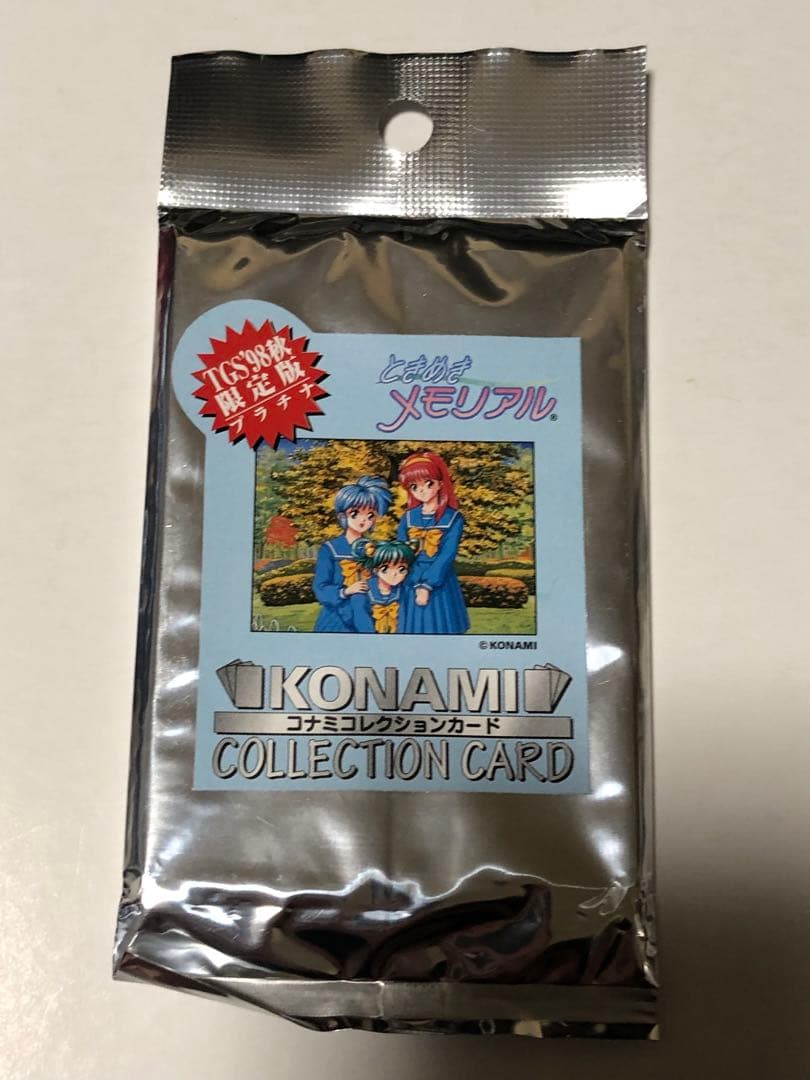 TGS'98秋
限定版
プラチナ
ときめき
メモリアル®
©KONAMI
KONAMI
コナミコレクションカード
COLLECTION CARD